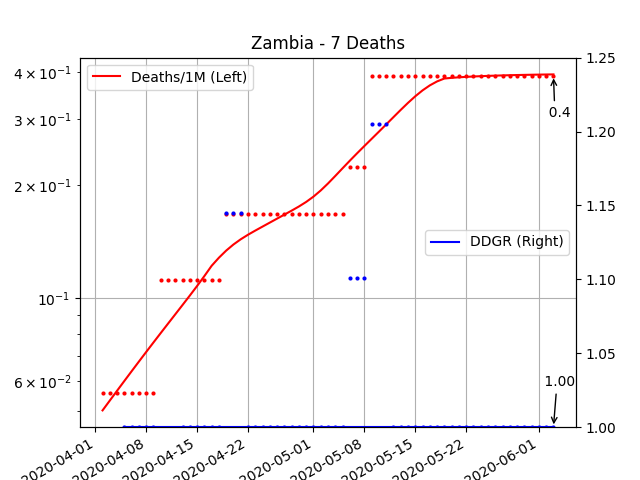 Zambia - 7 Deaths
Deaths/1M (Left)
DDGR (Right)
4 × 10⁻¹
3 × 10⁻¹
2 × 10⁻¹
10⁻¹
6 × 10⁻²
1.25
1.20
1.15
1.10
1.05
1.00
0.4
1.00
2020-04-01
2020-04-08
2020-04-15
2020-04-22
2020-05-01
2020-05-08
2020-05-15
2020-05-22
2020-06-01